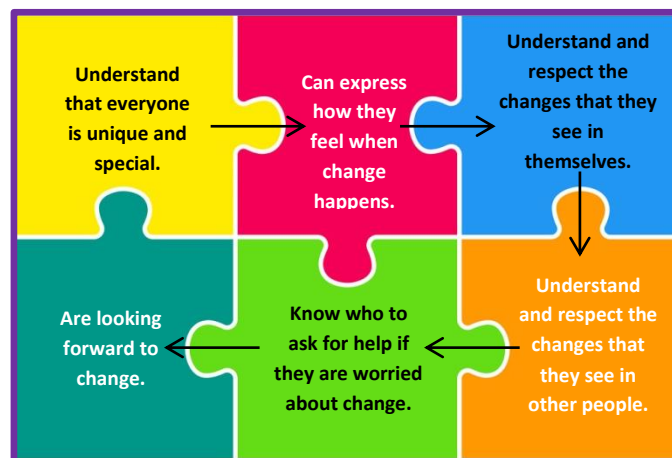 Understand
that everyone
is unique and
special.
Can express
how they
feel when
change
happens.
Understand and
respect the
changes that they
see in
themselves.
Understand
and respect the
changes that
they see in
other people.
Know who to
ask for help if
they are worried
about change.
Are looking
forward to
change.